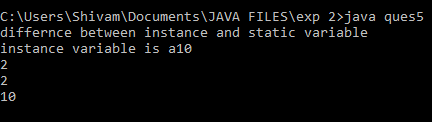 C:\Users\Shivam\Documents\JAVA FILES\exp 2>java ques5
differnce between instance and static variable
instance variable is a10
2
2
10